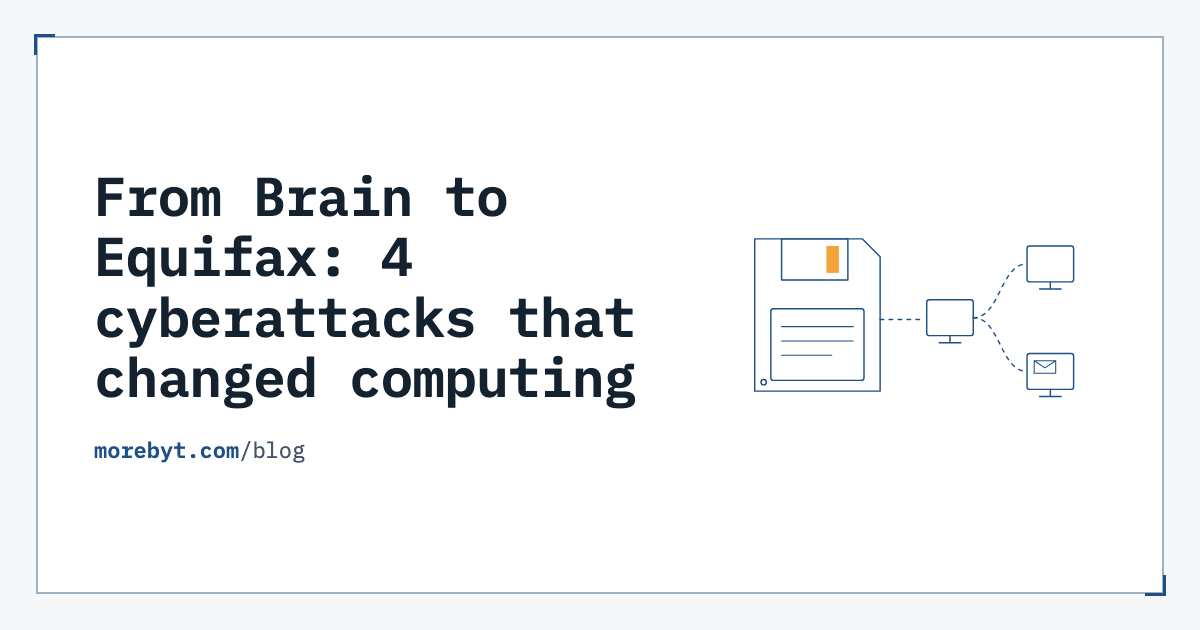 From Brain to
Equifax: 4
cyberattacks that
changed computing
morebyt.com/blog